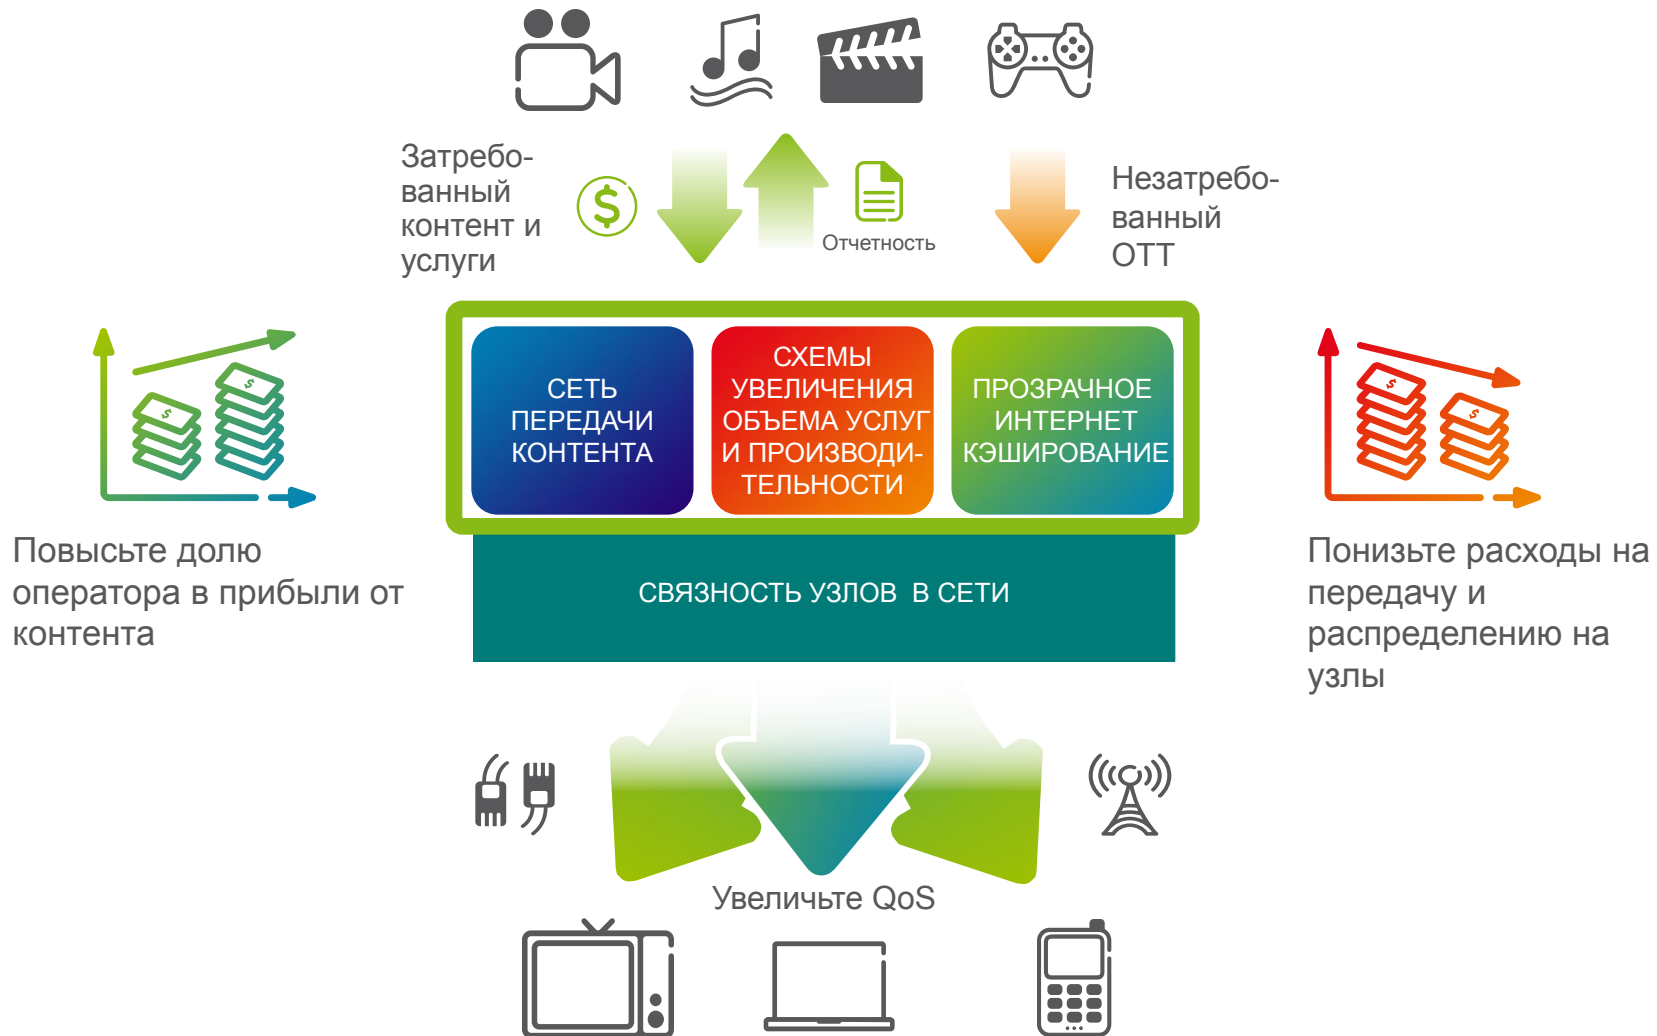 Затребо-
ванный
контент и
услуги
$
Отчетность
Незатребо-
ванный
ОТТ
СЕТЬ
ПЕРЕДАЧИ
КОНТЕНТА
СХЕМЫ
УВЕЛИЧЕНИЯ
ОБЪЕМА УСЛУГ
И ПРОИЗВОДИ-
ТЕЛЬНОСТИ
ПРОЗРАЧНОЕ
ИНТЕРНЕТ
КЭШИРОВАНИЕ
$
$
$
$
Повысьте долю
оператора в прибыли от
контента
СВЯЗНОСТЬ УЗЛОВ В СЕТИ
Понизьте расходы на
передачу и
распределению на
узлы
Увеличьте QoS